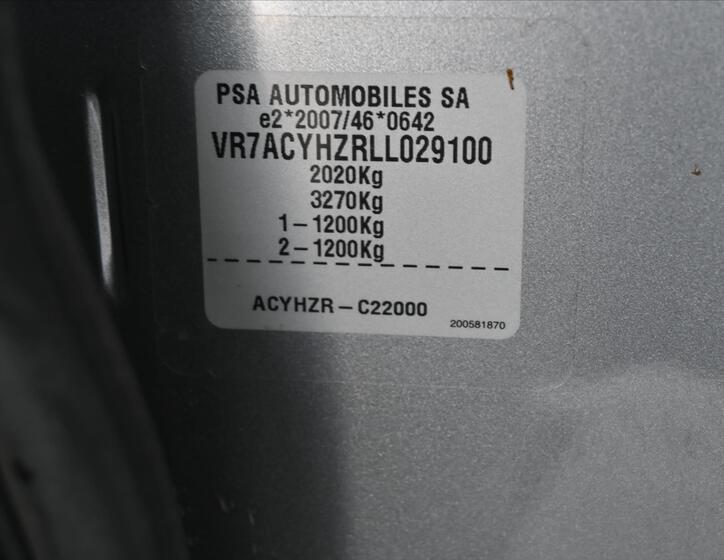 PSA AUTOMOBILES SA
e2*2007/46*0642
VR7ACYHZRLL029100
2020Kg
3270Kg
1-1200Kg
2-1200Kg
ACYHZR-C22000
200581870